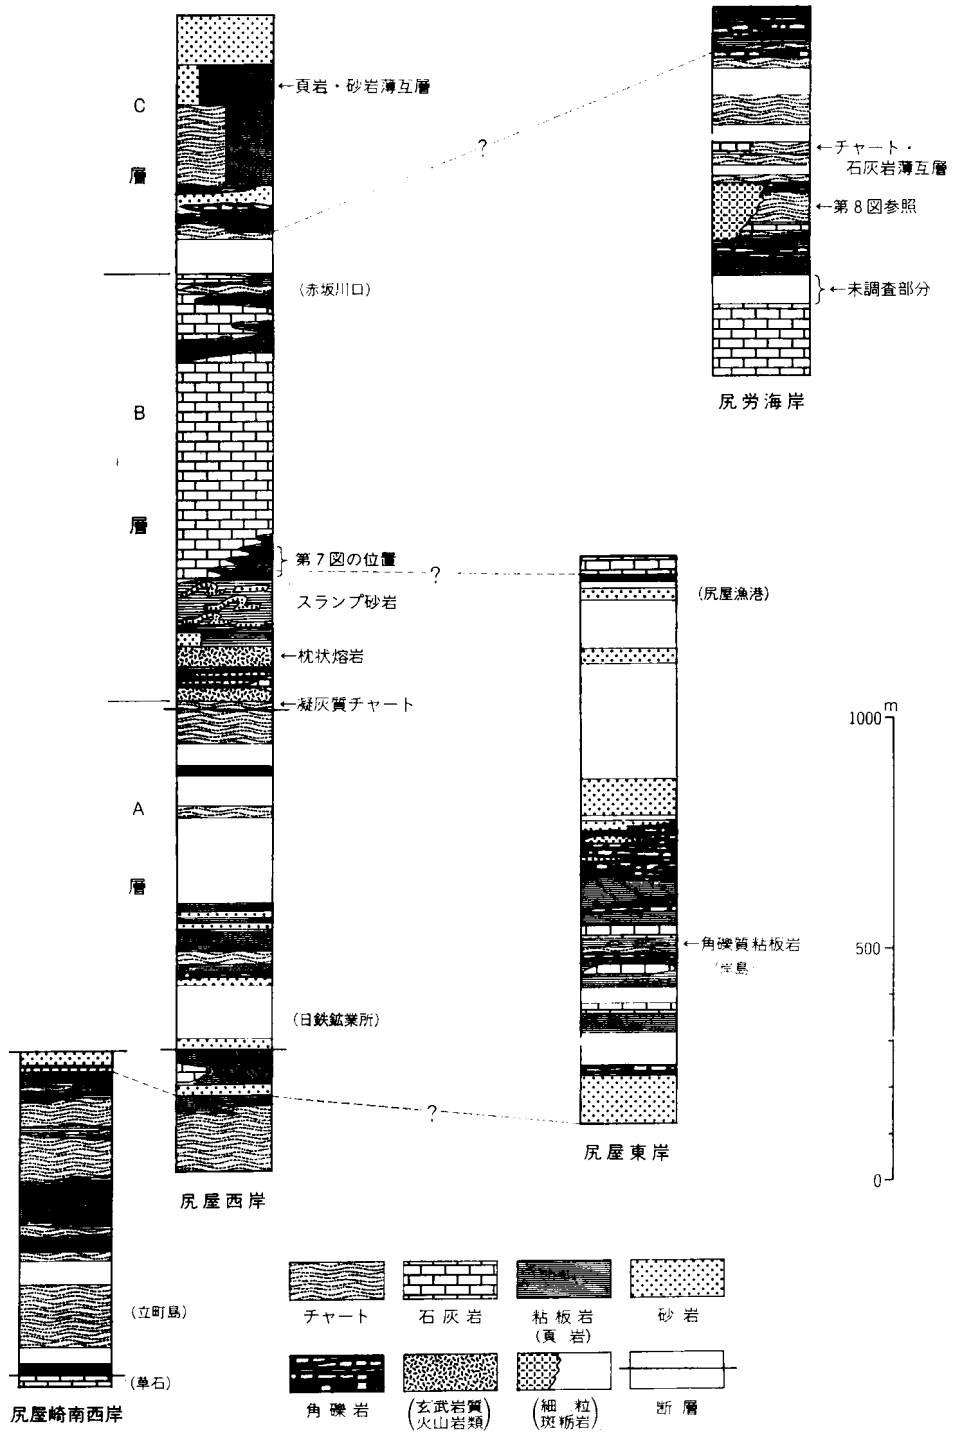 C
層
←頁岩・砂岩薄互層
?
←チャート・
石灰岩薄互層
←第8図参照
←未調査部分
尻労海岸
(赤坂川口)
B
層
第7図の位置
?
スランプ砂岩
←枕状熔岩
←凝灰質チャート
(尻屋漁港)
A
層
1000 m
500
0
←角礫質粘板岩
(日鉄鉱業所)
?
尻屋東岸
尻屋西岸
(立町島)
(草石)
尻屋崎南西岸
チャート
石灰岩
粘板岩
(頁岩)
砂岩
角礫岩
(玄武岩質
火山岩類)
(細粒
斑粝岩)
断層